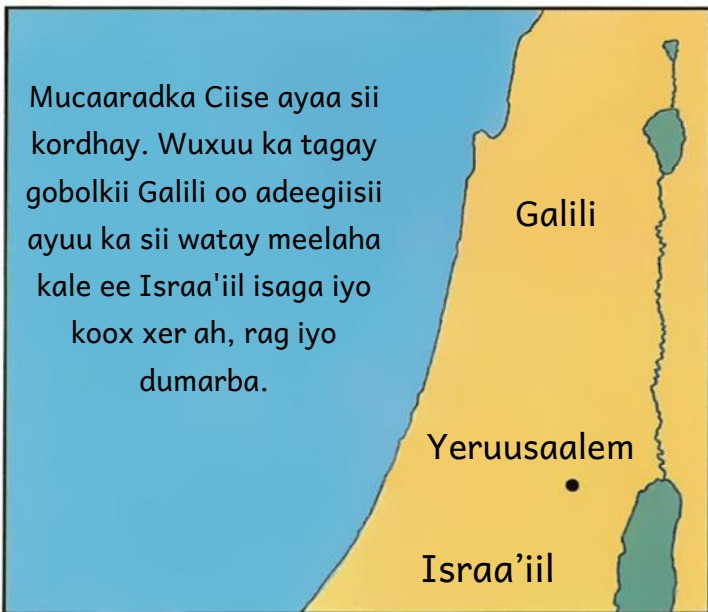 Mucaaradka Ciise ayaa sii
kordhay. Wuxuu ka tagay
gobolkii Galili oo adeegiisii
ayuu ka sii watay meelaha
kale ee Israa'iil isaga iyo
koox xer ah, rag iyo
dumarba.
Galili
Yeruusaalem
Israa’iil